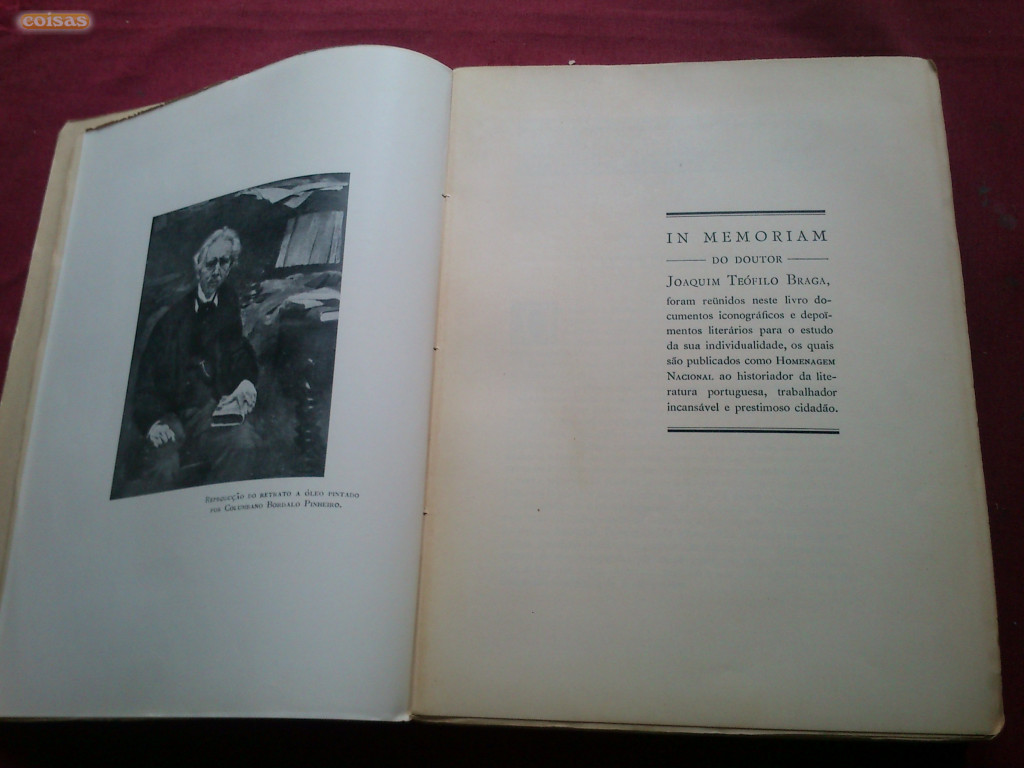 coisas
Reprodução do retrato a óleo pintado
por Columbano Bordalo Pinheiro.
IN MEMORIAM
DO DOUTOR
Joaquim Teófilo Braga,
foram reünidos neste livro do-
cumentos iconográficos e depoï-
mentos literários para o estudo
da sua individualidade, os quais
são publicados como Homenagem
Nacional ao historiador da lite-
ratura portuguesa, trabalhador
incansável e prestimoso cidadão.